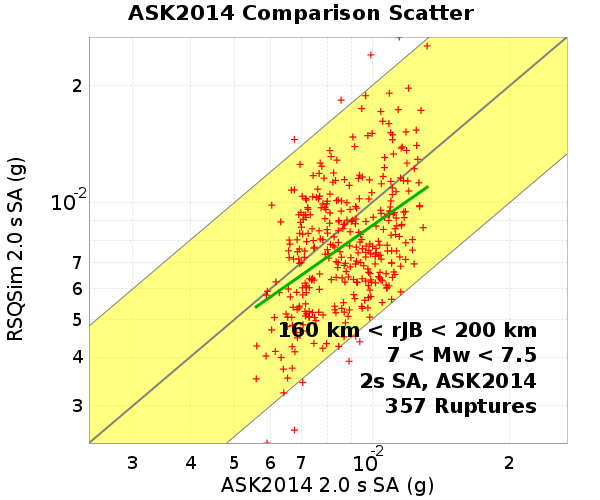 ASK2014 Comparison Scatter
RSQSim 2.0 s SA (g)
2
10⁻²
7
6
5
4
3
160 km < rJB < 200 km
7 < Mw < 7.5
2s SA, ASK2014
357 Ruptures
3 4 5 6 7 10⁻² 2
ASK2014 2.0 s SA (g)